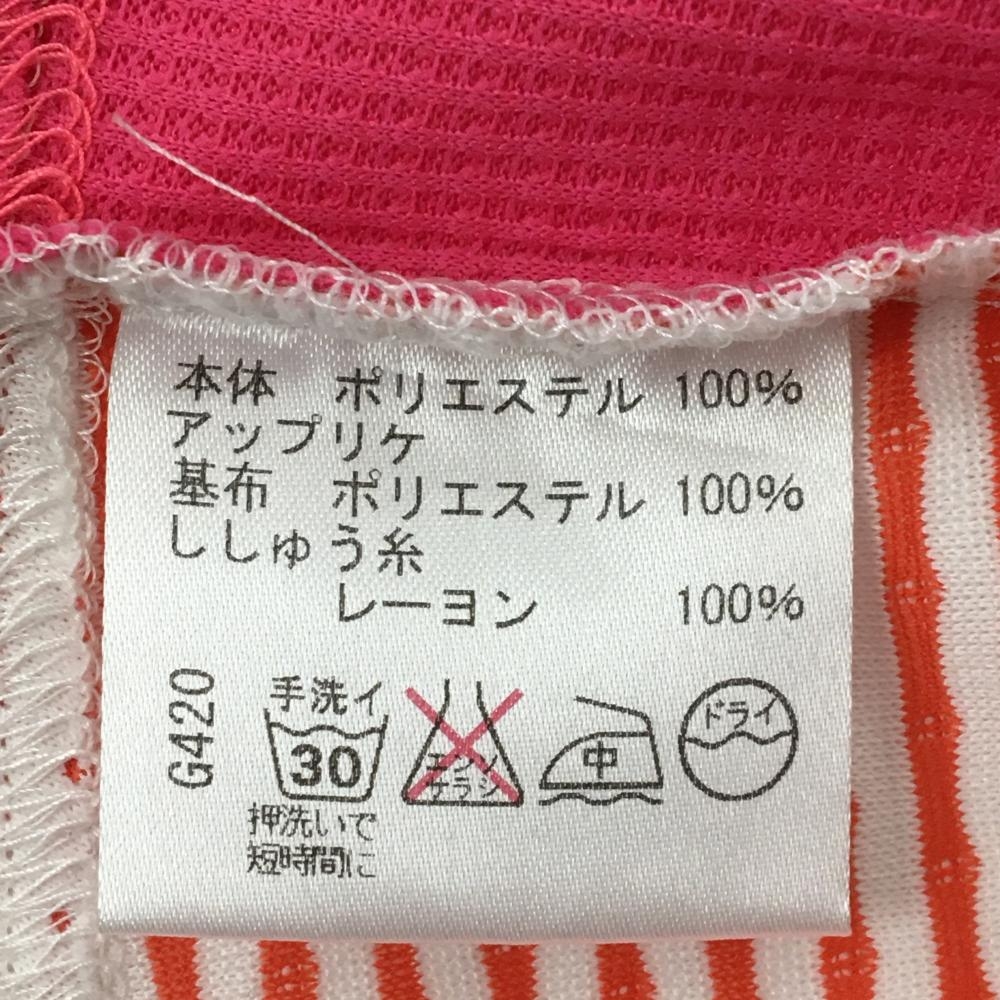 本体 ポリエステル 100%
アップリケ
基布 ポリエステル 100%
ししゅう糸
レーヨン 100%
G420
手洗イ
30
エンソ
サラシ
中
ドライ
押洗いで
短時間に